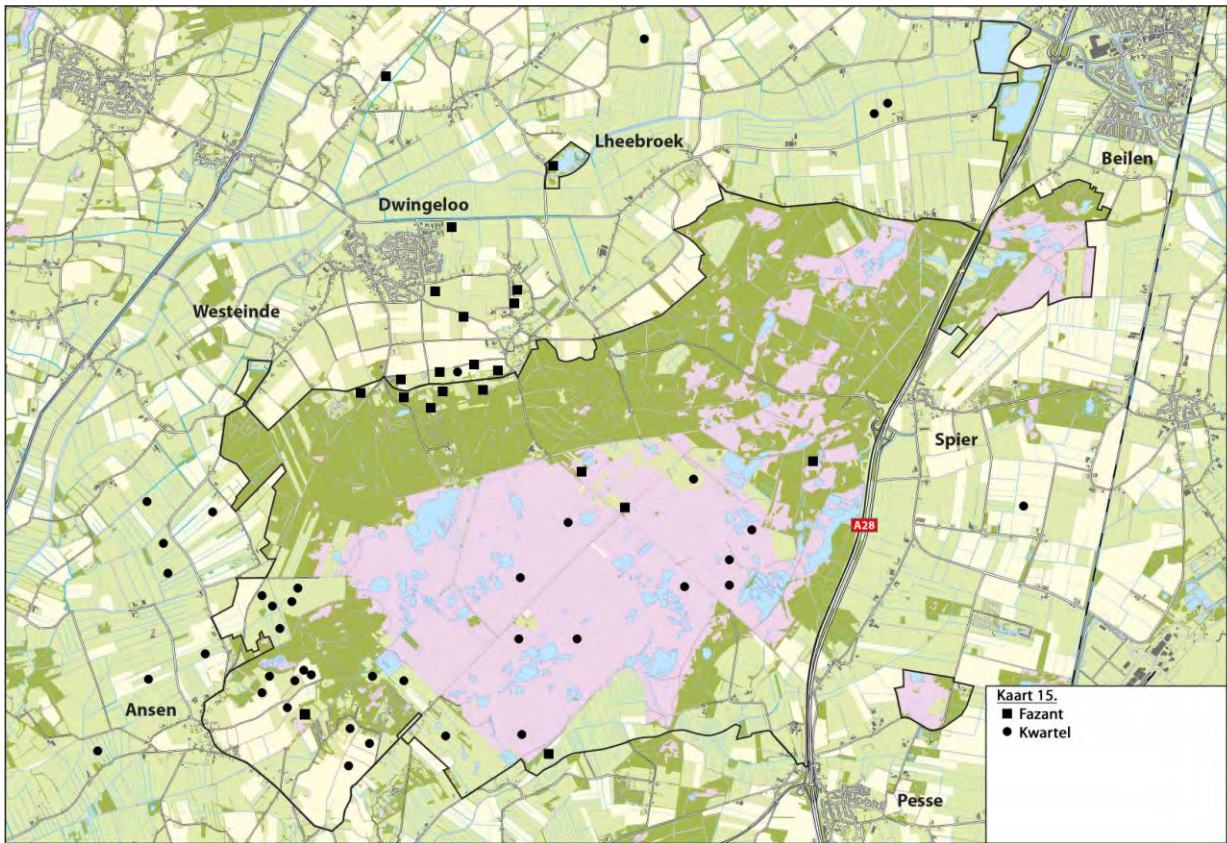 Lheebroek
Beilen
Dwingeloo
Westeinde
Spier
A28
Ansen
Pesse
Kaart 15.
Fazant
Kwartel